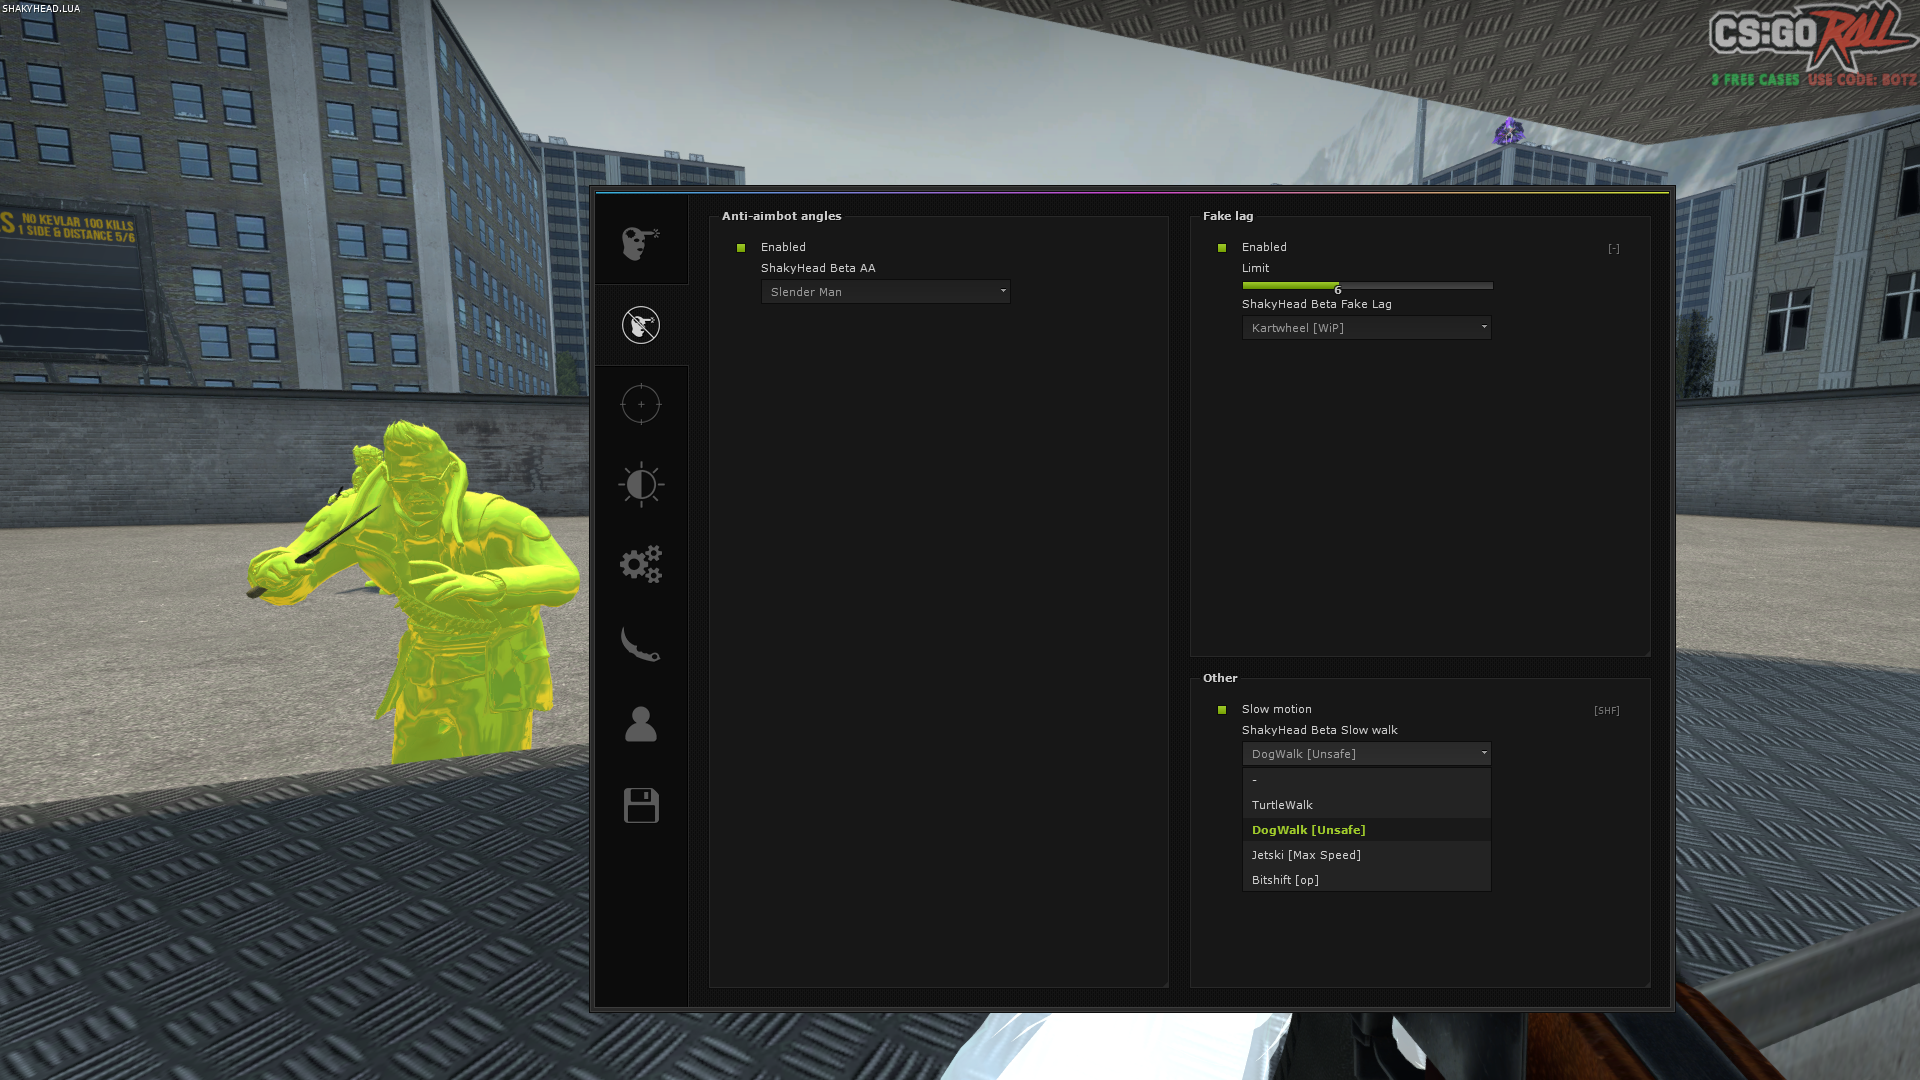 SHAKYHEAD.LUA
CS:GO ROLL
3 FREE CASES USE CODE: BOTZ
S NO KEVLAR 100 KILLS
1 SIDE & DISTANCE 5/6
Anti-aimbot angles
Enabled
ShakyHead Beta AA
Slender Man
Fake lag
Enabled [-]
Limit
6
ShakyHead Beta Fake Lag
Kartwheel [WiP]
Other
Slow motion [SHF]
ShakyHead Beta Slow walk
DogWalk [Unsafe]
-
TurtleWalk
DogWalk [Unsafe]
Jetski [Max Speed]
Bitshift [op]